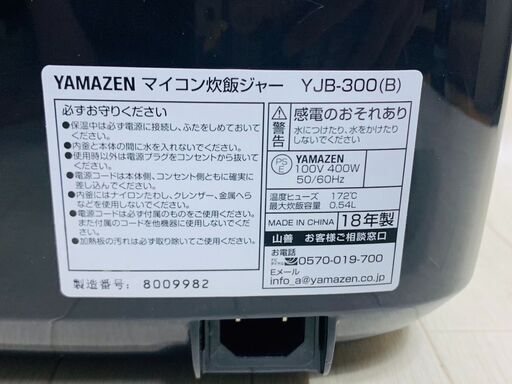 YAMAZEN マイコン炊飯ジャー YJB-300(B)
必ずお守りください
•保温中は必ず電源に接続し、ふたをしめておいて
ください。
•内釜と本体の間に水を入れないでください。
•使用時以外は電源プラグをコンセントから抜いて
ください。
•電源コードは本体側、コンセント側ともに確実に
差し込んでください。
•内釜にはナイロンたわし、クレンザー、金属へら
などを使用しないでください。
•電源コードは必ず付属のものをご使用ください。
また付属のコードを他機器に使用しないでくだ
さい。
•加熱板の汚れは必ず取り除いてご使用ください。
製造番号: 8009982
警告
感電のおそれあり
水につけたり、水をかけたり
しないでください
PS
E
YAMAZEN
100V 400W
50/60Hz
温度ヒューズ 172℃
最大炊飯容量 0.54L
MADE IN CHINA 18年製
山善 お客様ご相談窓口
お電話
ナビダイヤル 0570-019-700
Eメール
info_a@yamazen.co.jp